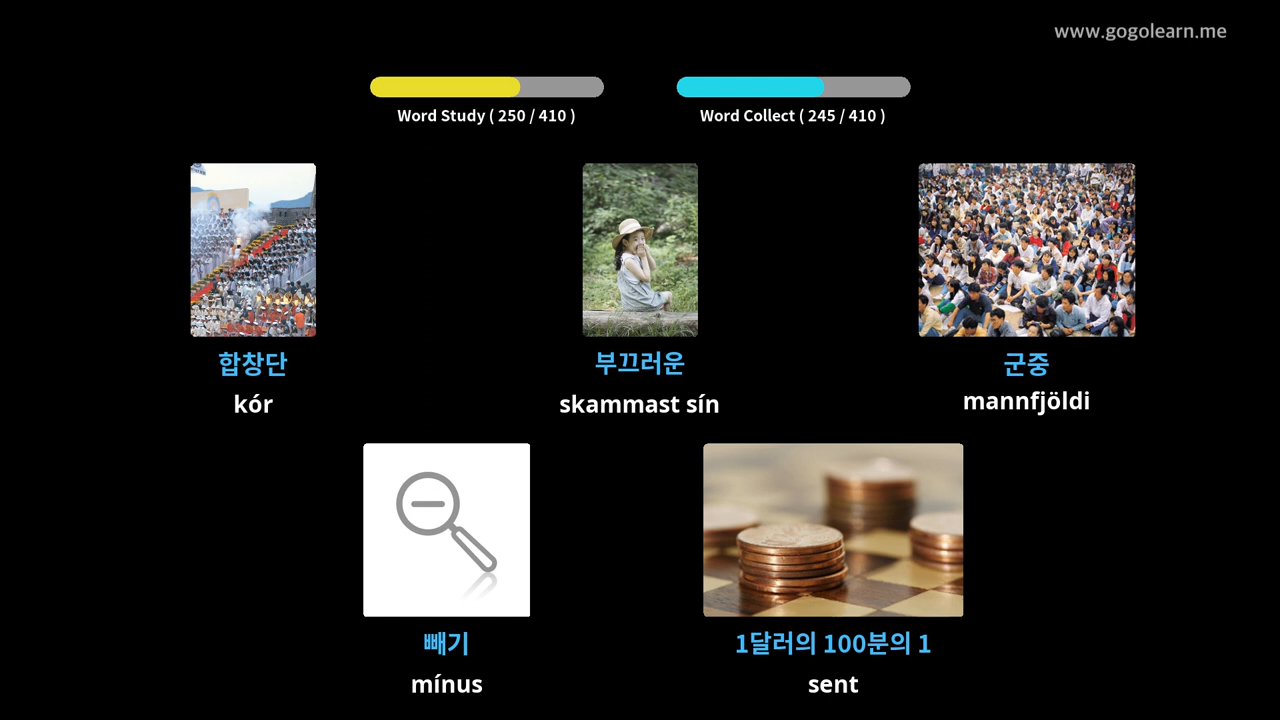 www.gogolearn.me
Word Study ( 250 / 410 )
Word Collect ( 245 / 410 )
합창단
부끄러운
군중
kór
skammast sín
mannfjöldi
빼기
1달러의 100분의 1
mínus
sent